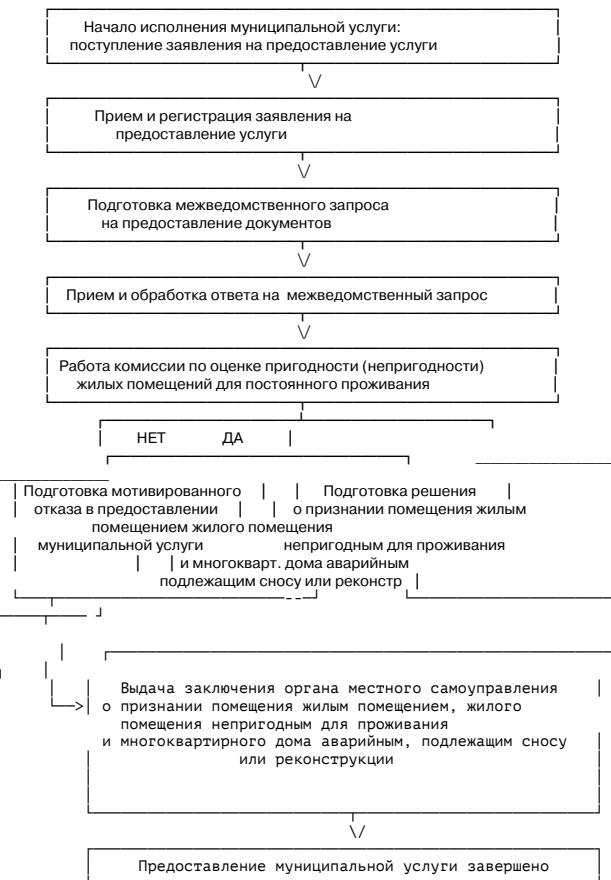 Начало исполнения муниципальной услуги:
поступление заявления на предоставление услуги
Прием и регистрация заявления на
предоставление услуги
Подготовка межведомственного запроса
на предоставление документов
Прием и обработка ответа на межведомственный запрос
Работа комиссии по оценке пригодности (непригодности)
жилых помещений для постоянного проживания
НЕТ ДА
Подготовка мотивированного Подготовка решения
отказа в предоставлении о признании помещения жилым
помещением жилого помещения
муниципальной услуги непригодным для проживания
и многокварт. дома аварийным
подлежащим сносу или реконстр
Выдача заключения органа местного самоуправления
о признании помещения жилым помещением, жилого
помещения непригодным для проживания
и многоквартирного дома аварийным, подлежащим сносу
или реконструкции
Предоставление муниципальной услуги завершено